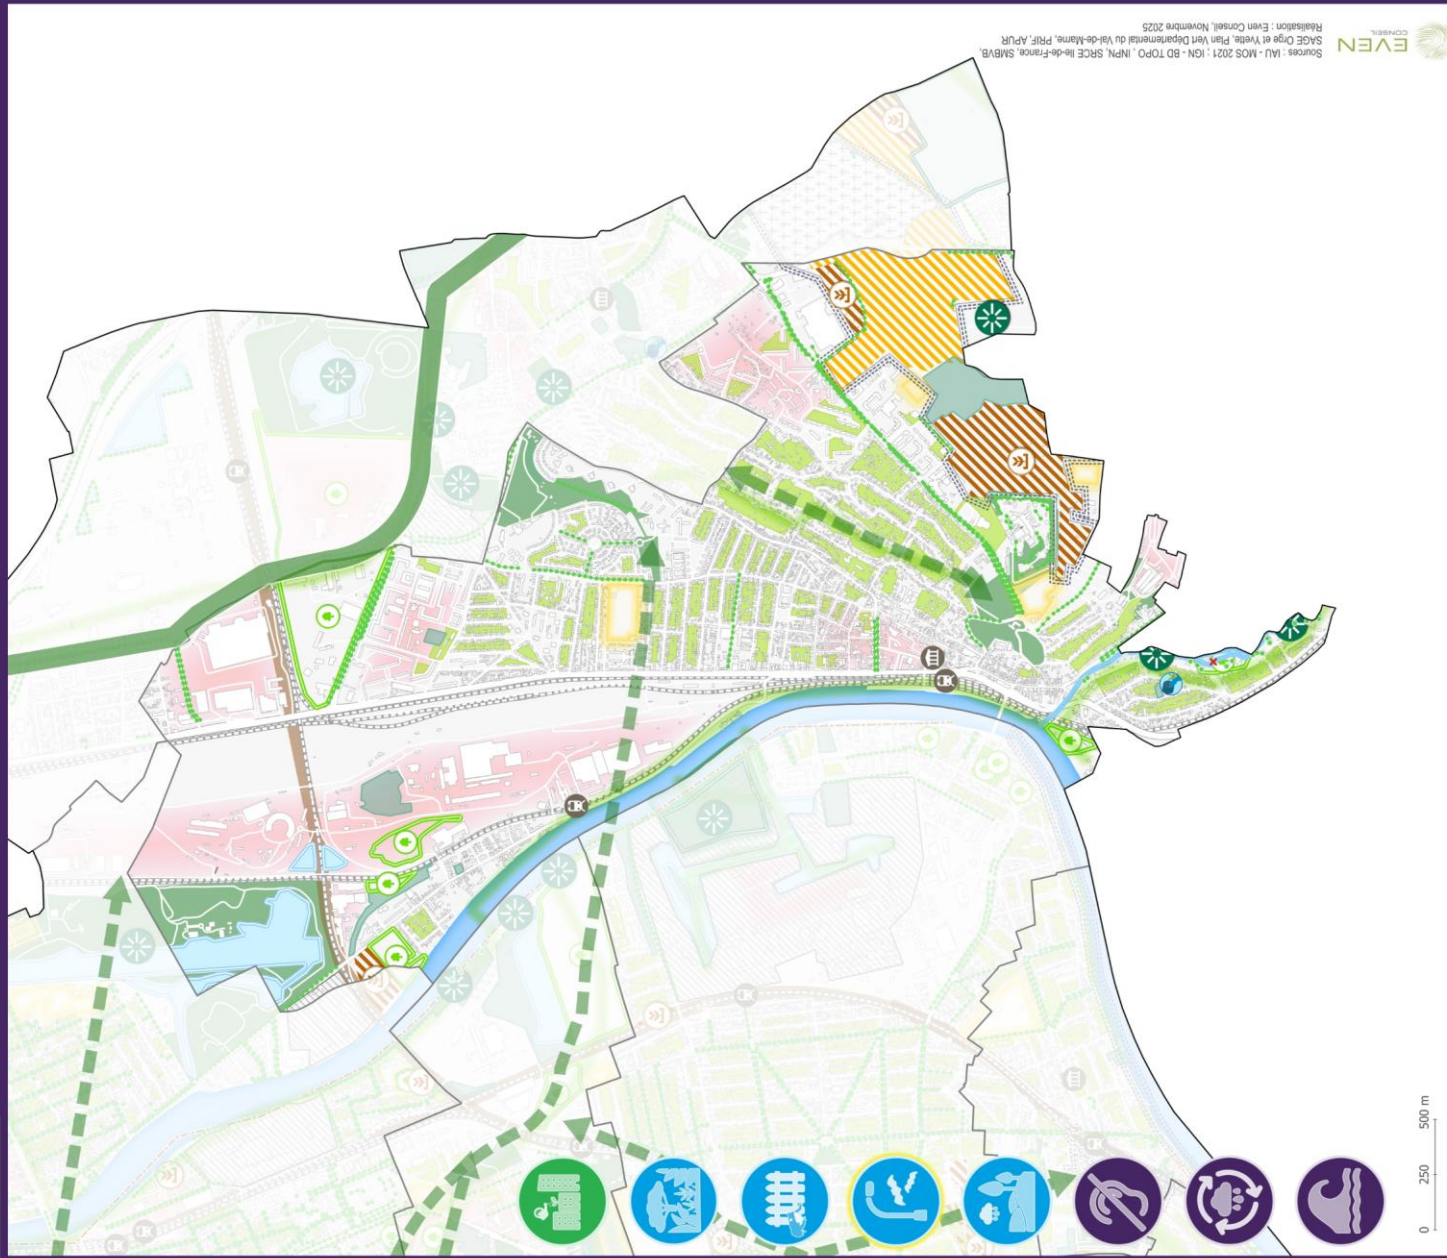 Sources : IAU - MOS 2021 ; IGN - BD TOPO , INPN, SRCE Ile-de-France, SMBVB,
SAGE Orge et Yvette, Plan Vert Départemental du Val-de-Marne, PRIF, APUR
Réalisation : Even Conseil, Novembre 2025
EVEN
CONSEIL
0 250 500 m